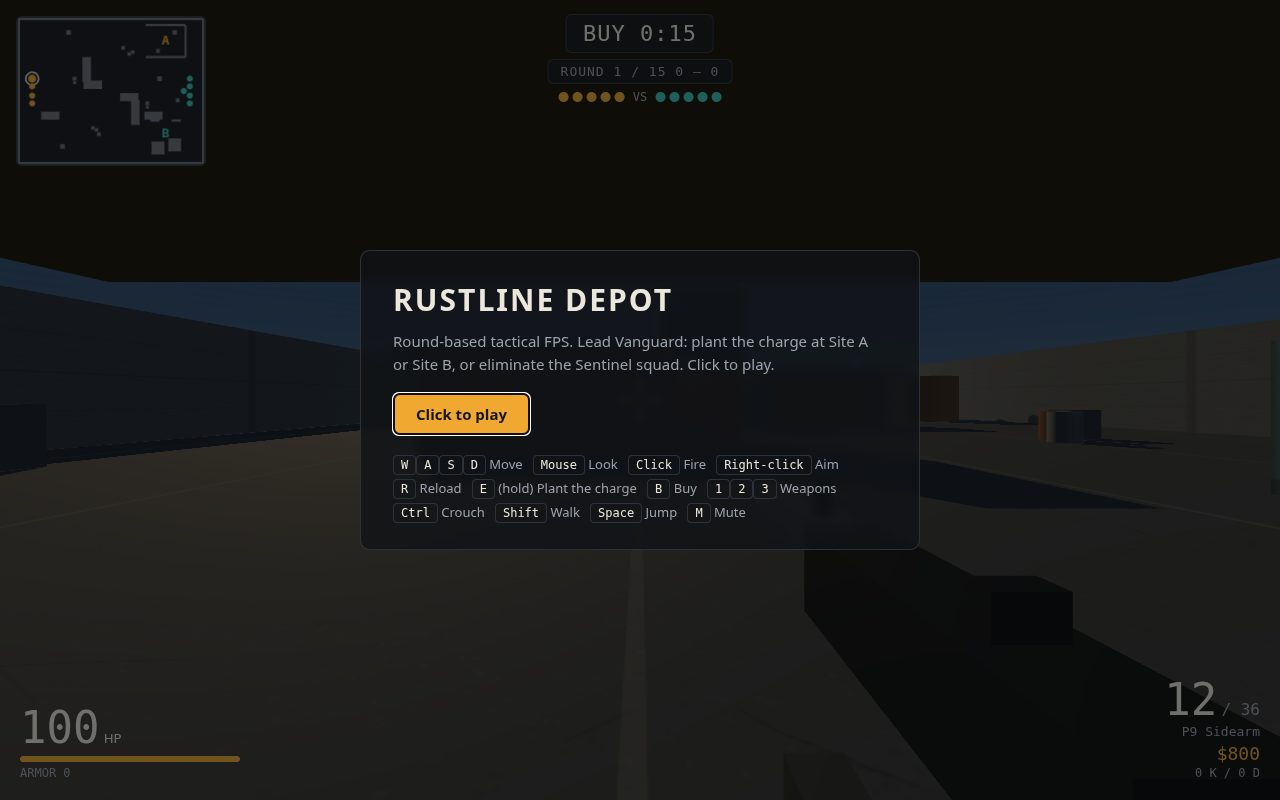 A
B
BUY 0:15
ROUND 1 / 15 0 — 0
VS
RUSTLINE DEPOT
Round-based tactical FPS. Lead Vanguard: plant the charge at Site A
or Site B, or eliminate the Sentinel squad. Click to play.
Click to play
W A S D Move Mouse Look Click Fire Right-click Aim
R Reload E (hold) Plant the charge B Buy 1 2 3 Weapons
Ctrl Crouch Shift Walk Space Jump M Mute
100 HP
ARMOR 0
12 / 36
P9 Sidearm
$800
0 K / 0 D